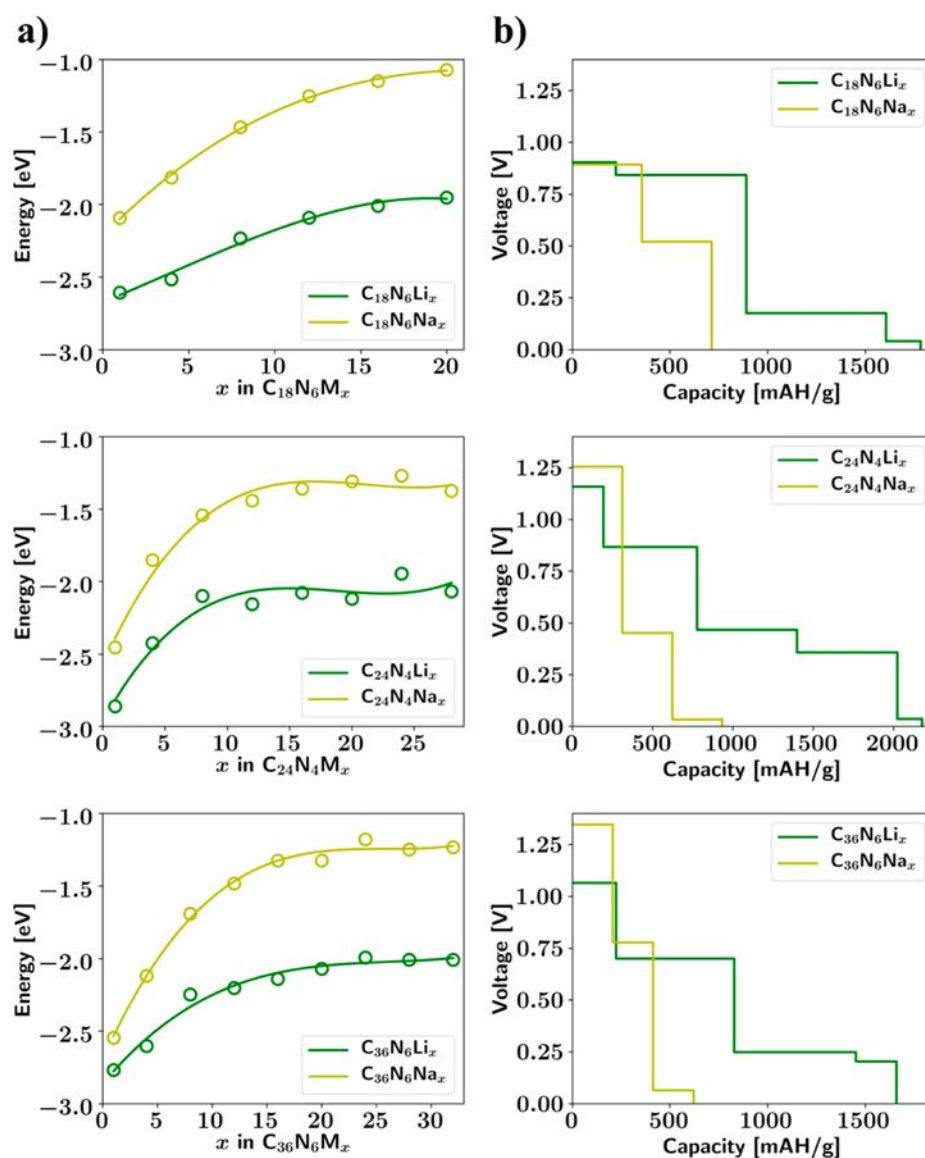 a)
b)
−1.0
−1.5
−2.0
−2.5
−3.0
Energy [eV]
C₁₈N₆Liₓ
C₁₈N₆Naₓ
0 5 10 15 20
x in C₁₈N₆Mₓ
1.25
1.00
0.75
0.50
0.25
0.00
Voltage [V]
C₁₈N₆Liₓ
C₁₈N₆Naₓ
0 500 1000 1500
Capacity [mAH/g]
−1.0
−1.5
−2.0
−2.5
−3.0
Energy [eV]
C₂₄N₄Liₓ
C₂₄N₄Naₓ
0 5 10 15 20 25
x in C₂₄N₄Mₓ
1.25
1.00
0.75
0.50
0.25
0.00
Voltage [V]
C₂₄N₄Liₓ
C₂₄N₄Naₓ
0 500 1000 1500 2000
Capacity [mAH/g]
−1.0
−1.5
−2.0
−2.5
−3.0
Energy [eV]
C₃₆N₆Liₓ
C₃₆N₆Naₓ
0 5 10 15 20 25 30
x in C₃₆N₆Mₓ
1.25
1.00
0.75
0.50
0.25
0.00
Voltage [V]
C₃₆N₆Liₓ
C₃₆N₆Naₓ
0 500 1000 1500
Capacity [mAH/g]